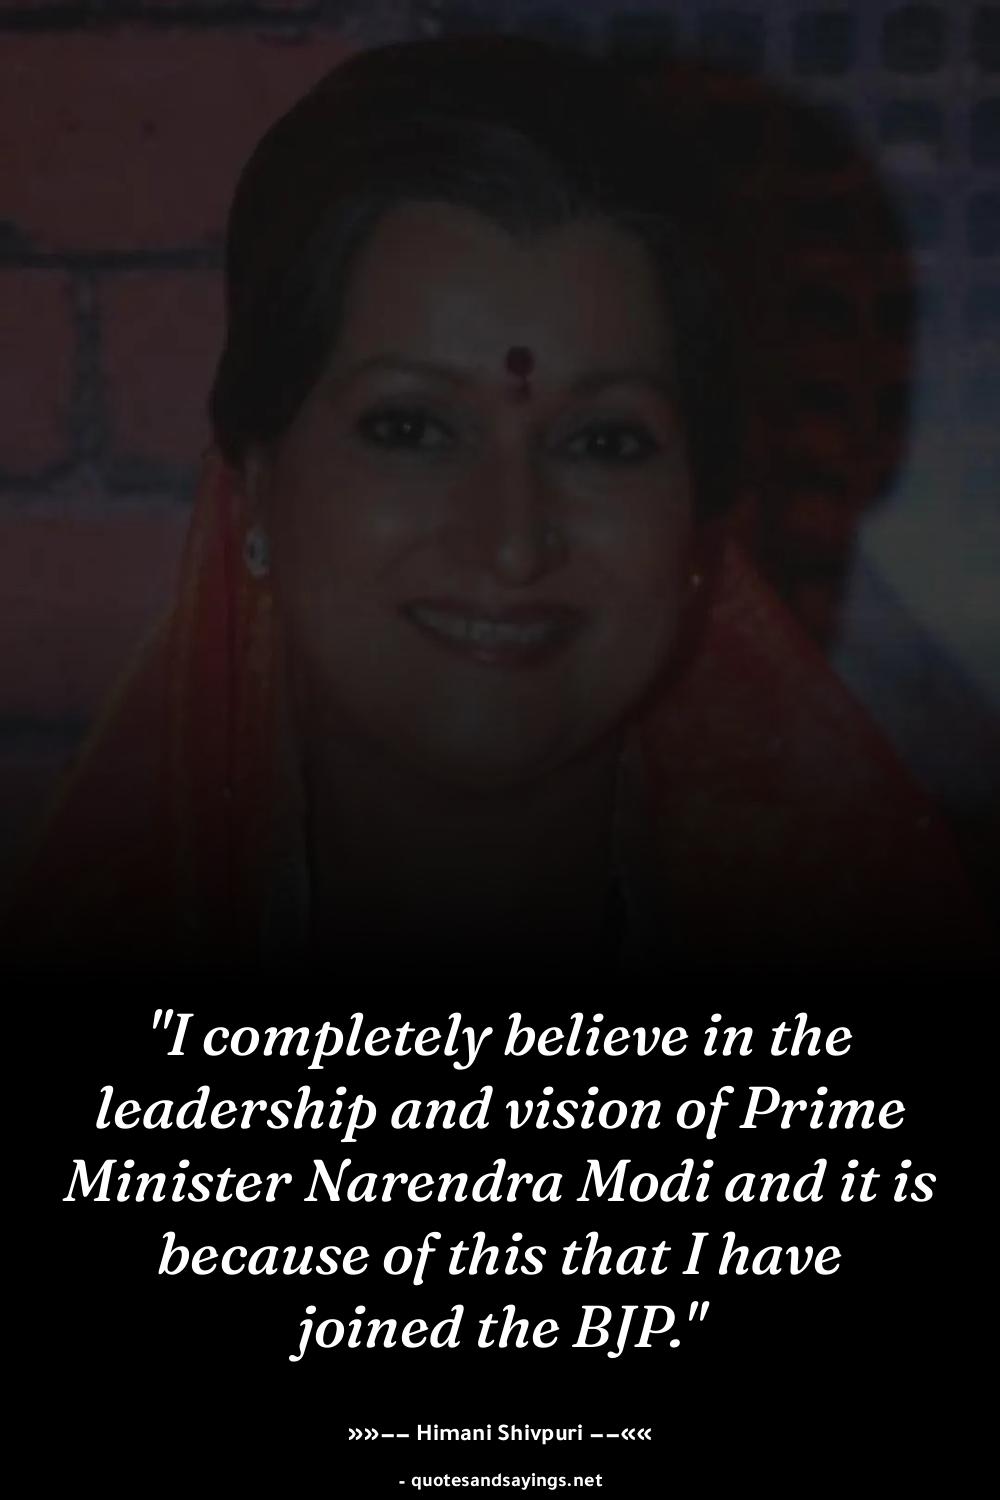 "I completely believe in the
leadership and vision of Prime
Minister Narendra Modi and it is
because of this that I have
joined the BJP."
»»–– Himani Shivpuri ––««
- quotesandsayings.net